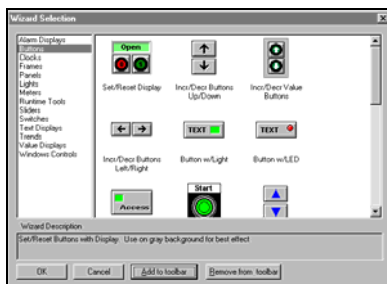 Wizard Selection
Alarm Displays
Buttons
Clocks
Frames
Panels
Lights
Meters
Runtime Tools
Sliders
Switches
Text Displays
Trends
Value Displays
Windows Controls
Open
Set/Reset Display
Incr/Decr Buttons
Up/Down
Incr/Decr Value
Buttons
Incr/Decr Buttons
Left/Right
TEXT
Button w/Light
TEXT
Button w/LED
Access
Start
Wizard Description
Set/Reset Buttons with Display. Use on gray background for best effect
OK
Cancel
Add to toolbar
Remove from toolbar